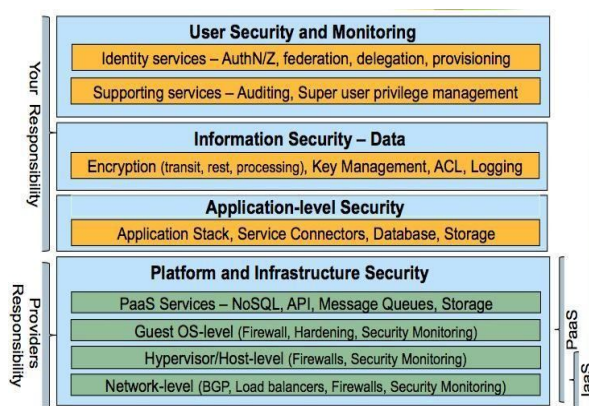 User Security and Monitoring
Identity services – AuthN/Z, federation, delegation, provisioning
Supporting services – Auditing, Super user privilege management
Information Security – Data
Encryption (transit, rest, processing), Key Management, ACL, Logging
Application-level Security
Application Stack, Service Connectors, Database, Storage
Platform and Infrastructure Security
PaaS Services – NoSQL, API, Message Queues, Storage
Guest OS-level (Firewall, Hardening, Security Monitoring)
Hypervisor/Host-level (Firewalls, Security Monitoring)
Network-level (BGP, Load balancers, Firewalls, Security Monitoring)
Your Responsibility
Providers
Responsibility
PaaS
IaaS